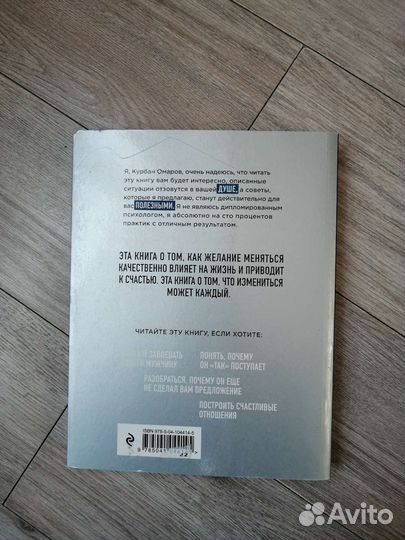 Я, Курбан Омаров, очень надеюсь, что читать
эту книгу вам будет интересно, описанные
ситуации отзовутся в вашей ДУШЕ, а советы,
которые я предлагаю, станут действительно для
вас ПОЛЕЗНЫМИ. Я не являюсь дипломированным
психологом, я абсолютно на сто процентов
практик с отличным результатом.
ЭТА КНИГА О ТОМ, КАК ЖЕЛАНИЕ МЕНЯТЬСЯ
КАЧЕСТВЕННО ВЛИЯЕТ НА ЖИЗНЬ И ПРИВОДИТ
К СЧАСТЬЮ. ЭТА КНИГА О ТОМ, ЧТО ИЗМЕНИТЬСЯ
МОЖЕТ КАЖДЫЙ.
ЧИТАЙТЕ ЭТУ КНИГУ, ЕСЛИ ХОТИТЕ:
ЗАВОЕВАТЬ
МУЖЧИНУ
ПОНЯТЬ, ПОЧЕМУ
ОН «ТАК» ПОСТУПАЕТ
РАЗОБРАТЬСЯ, ПОЧЕМУ ОН ЕЩЕ
НЕ СДЕЛАЛ ВАМ ПРЕДЛОЖЕНИЕ
ПОСТРОИТЬ СЧАСТЛИВЫЕ
ОТНОШЕНИЯ
ISBN 978-5-04-104414-5
Avito